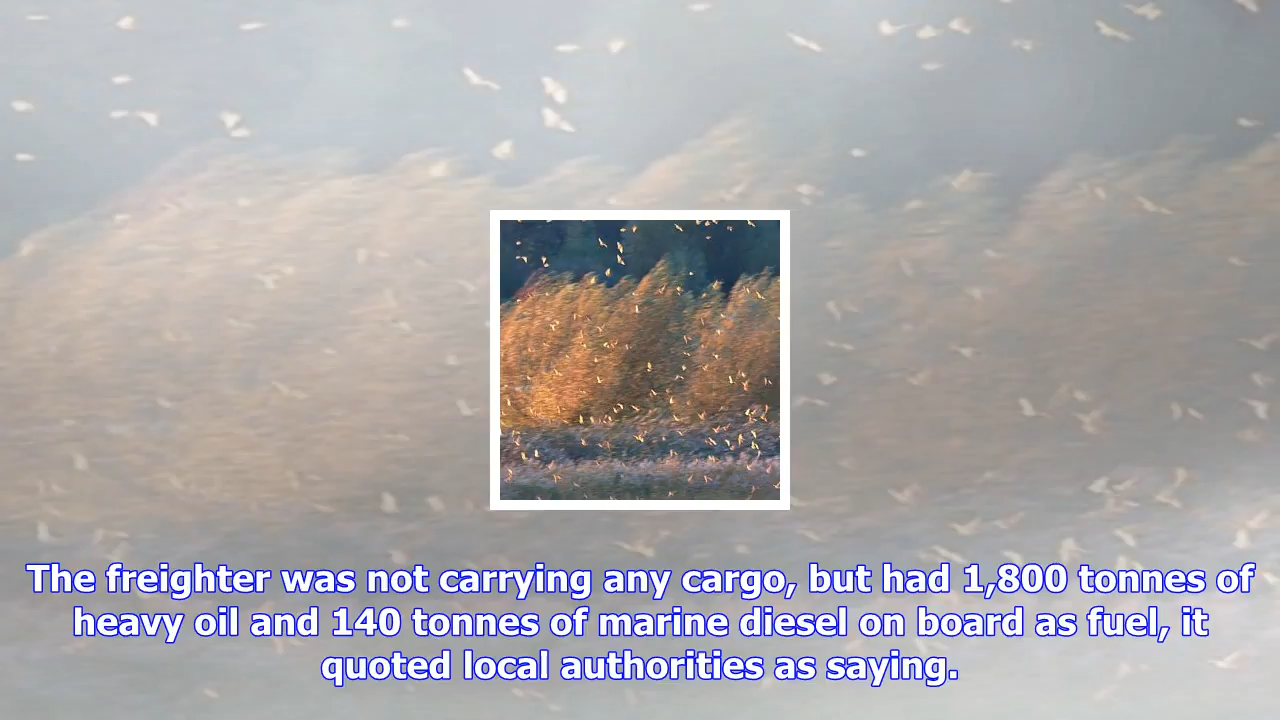 The freighter was not carrying any cargo, but had 1,800 tonnes of
heavy oil and 140 tonnes of marine diesel on board as fuel, it
quoted local authorities as saying.